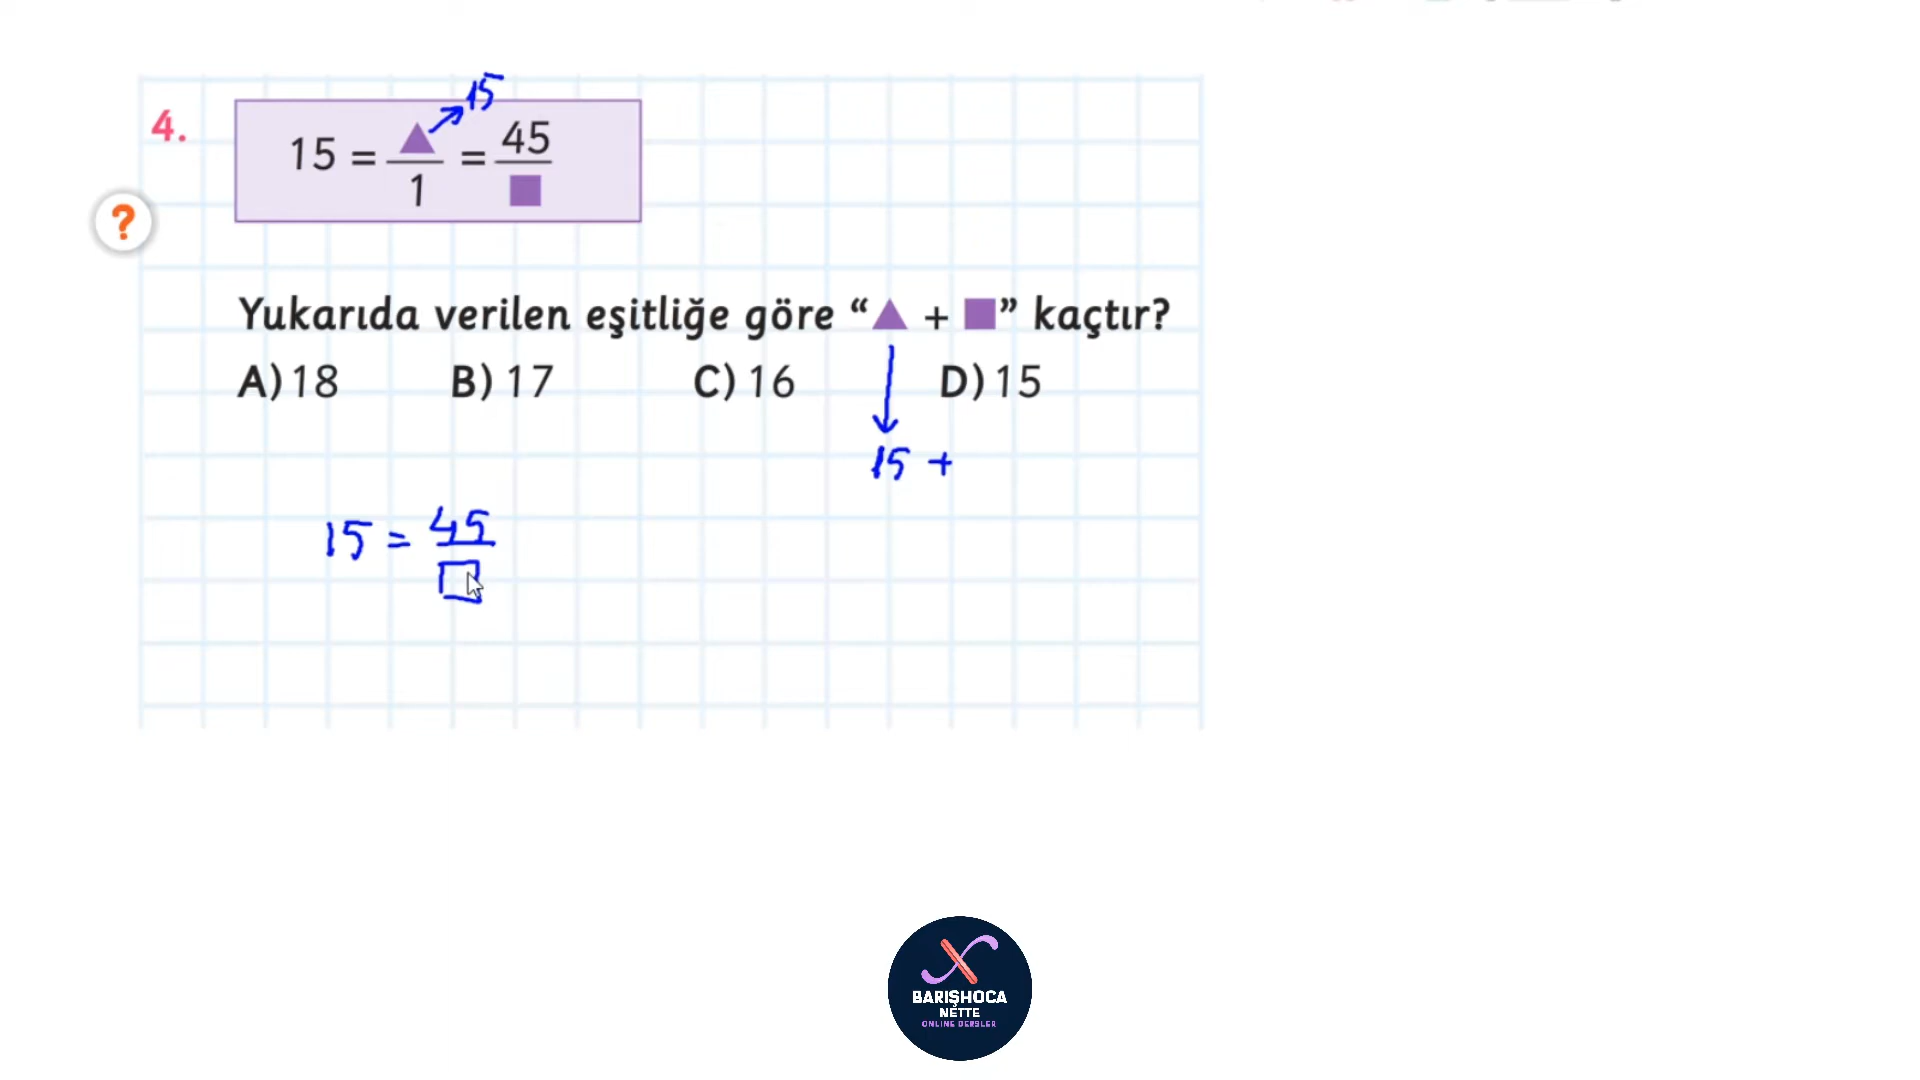 15
4.
15 = ▲/1 = 45/■
?
Yukarıda verilen eşitliğe göre “▲ + ■” kaçtır?
A) 18 B) 17 C) 16 D) 15
15 +
15 = 45/□
BARIŞHOCA
NETTE
ONLINE DERSLER